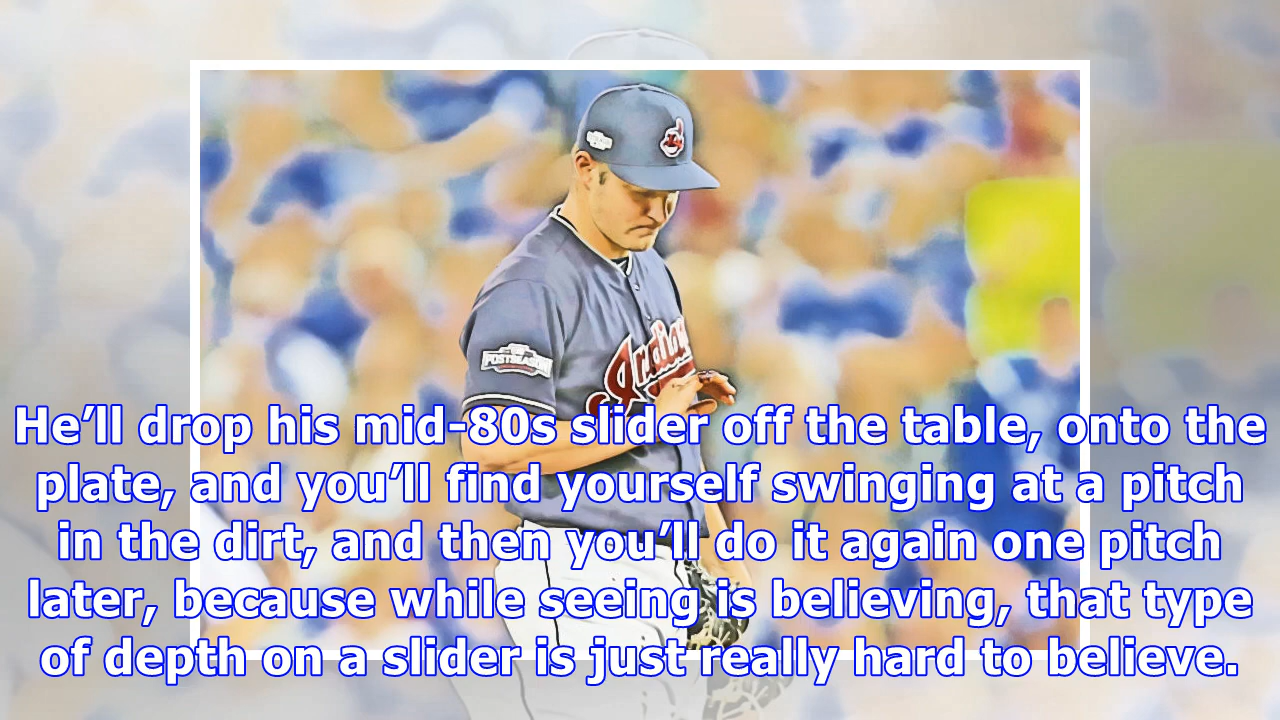 POSTSEASON
Indians
He’ll drop his mid-80s slider off the table, onto the
plate, and you’ll find yourself swinging at a pitch
in the dirt, and then you’ll do it again one pitch
later, because while seeing is believing, that type
of depth on a slider is just really hard to believe.